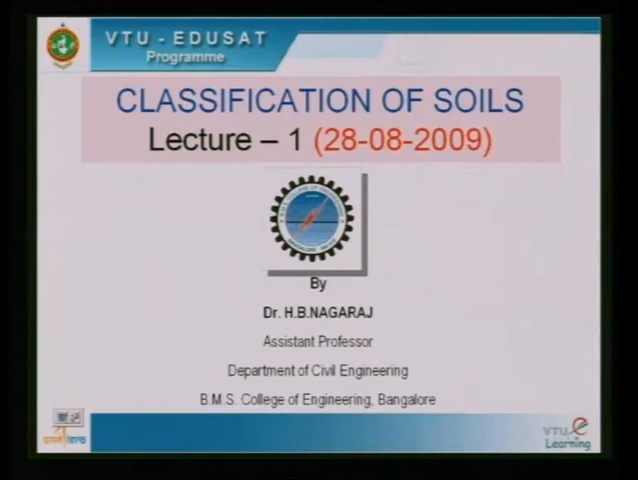 VTU - EDUSAT
Programme
CLASSIFICATION OF SOILS
Lecture – 1 (28-08-2009)
By
Dr. H.B.NAGARAJ
Assistant Professor
Department of Civil Engineering
B.M.S. College of Engineering, Bangalore
VTU e
Learning